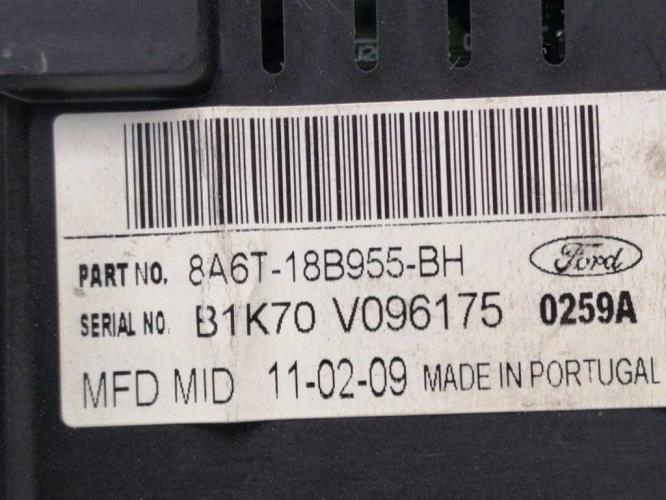 PART NO. 8A6T-18B955-BH Ford
SERIAL NO. B1K70 V096175 0259A
MFD MID 11-02-09 MADE IN PORTUGAL